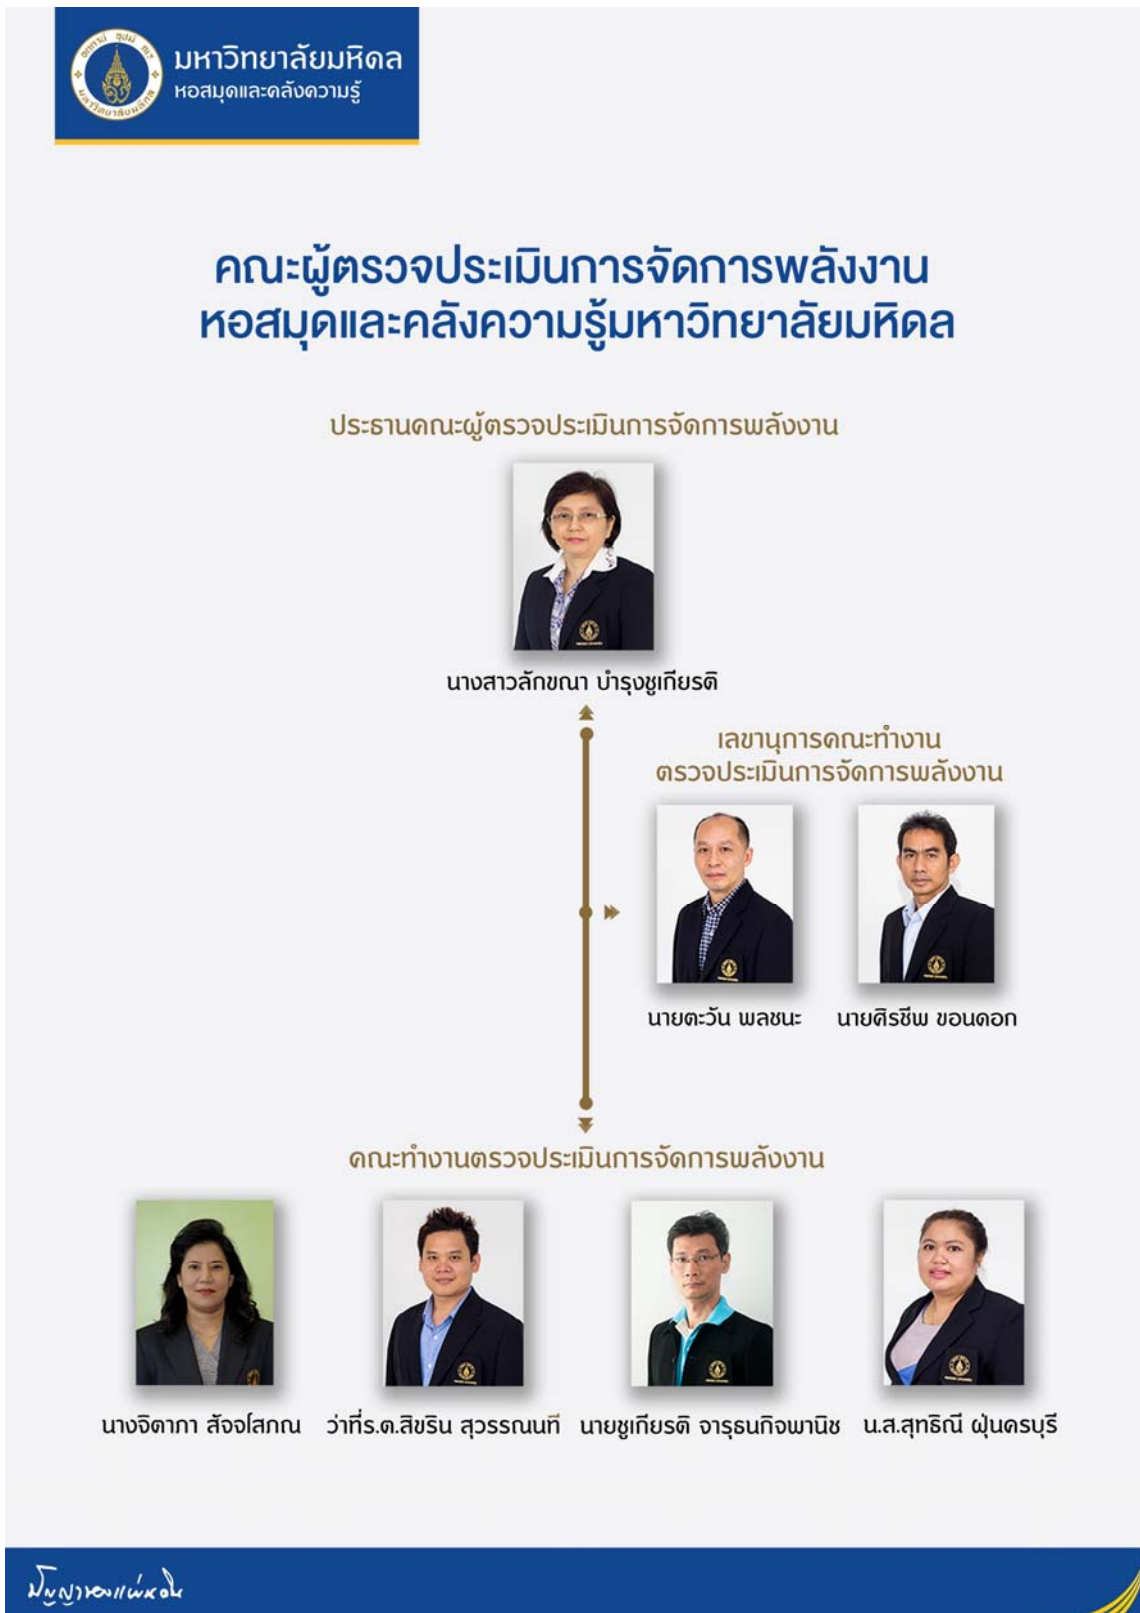 มหาวิทยาลัยมหิดล
หอสมุดและคลังความรู้
คณะผู้ตรวจประเมินการจัดการพลังงาน
หอสมุดและคลังความรู้มหาวิทยาลัยมหิดล
ประธานคณะผู้ตรวจประเมินการจัดการพลังงาน
นางสาวลักขณา บำรุงชูเกียรติ
เลขานุการคณะทำงาน
ตรวจประเมินการจัดการพลังงาน
นายตะวัน พลชนะ นายศิรชีพ ขอนดอก
คณะทำงานตรวจประเมินการจัดการพลังงาน
นางจิตาภา สัจจโสภณ ว่าที่ร.ต.สิขริน สุวรรณนที นายชูเกียรติ จารุธนกิจพานิช น.ส.สุทธิณี ฝุ่นครบุรี
ปัญญาของแผ่นดิน